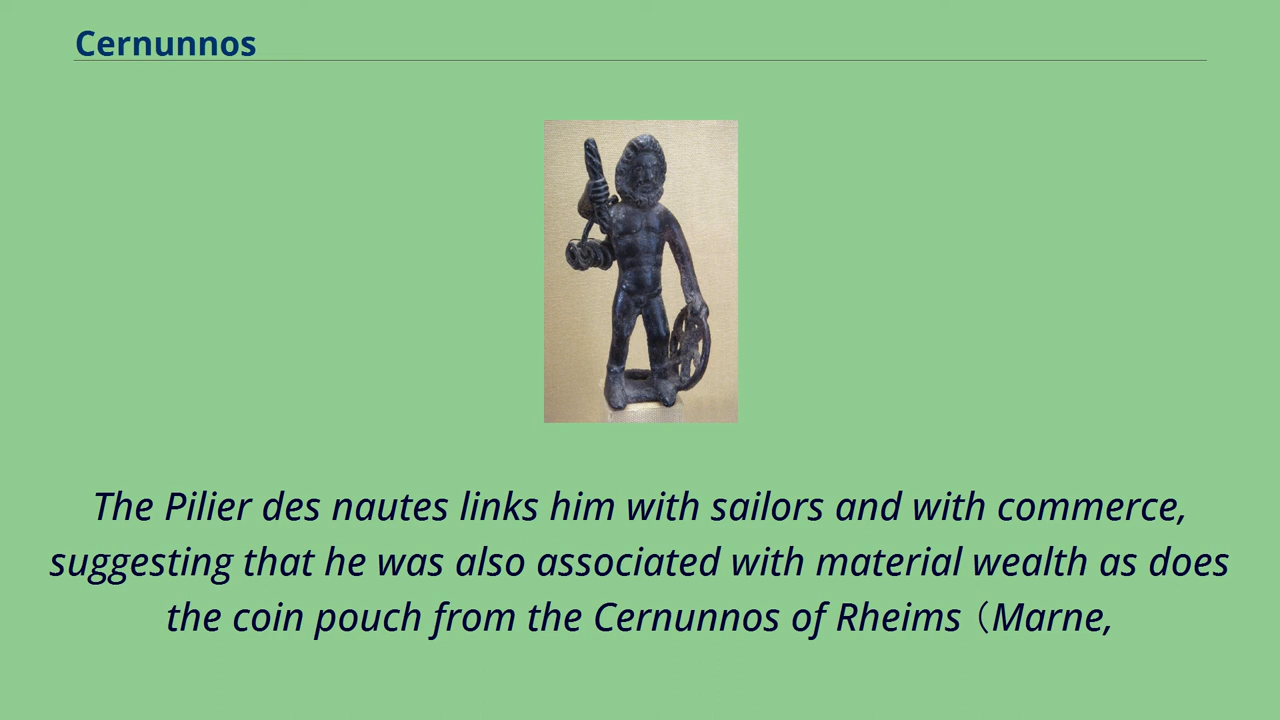 Cernunnos
The Pilier des nautes links him with sailors and with commerce,
suggesting that he was also associated with material wealth as does
the coin pouch from the Cernunnos of Rheims（Marne,